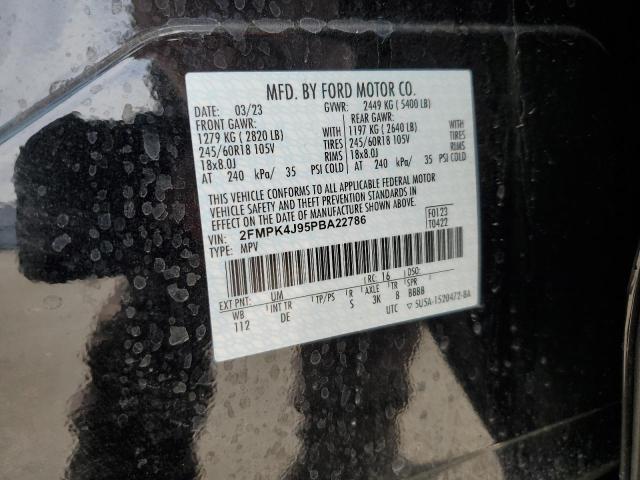 MFD. BY FORD MOTOR CO.
DATE: 03/23 GVWR: 2449 KG ( 5400 LB)
FRONT GAWR: REAR GAWR:
1279 KG ( 2820 LB) WITH 1197 KG ( 2640 LB) WITH
245/60R18 105V TIRES 245/60R18 105V TIRES
18x8.0J RIMS 18x8.0J RIMS
AT 240 kPa/ 35 PSI COLD AT 240 kPa/ 35 PSI COLD
THIS VEHICLE CONFORMS TO ALL APPLICABLE FEDERAL MOTOR
VEHICLE SAFETY AND THEFT PREVENTION STANDARDS IN
EFFECT ON THE DATE OF MANUFACTURE SHOWN ABOVE.
VIN: 2FMPK4J95PBA22786 F0123
TYPE: MPV T0422
EXT PNT: UM RC: 16 DSO:
WB INT TR TP/PS R AXLE TR SPR
112 DE S 3K 8 BBBB
UTC ▽ 5U5A-1520472-BA